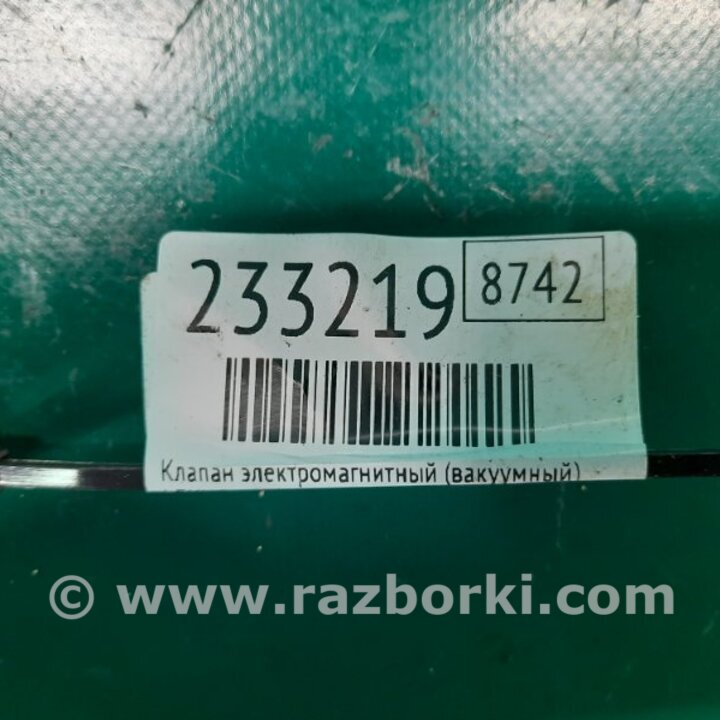 233219 8742
Клапан электромагнитный (вакуумный)
© www.razborki.com